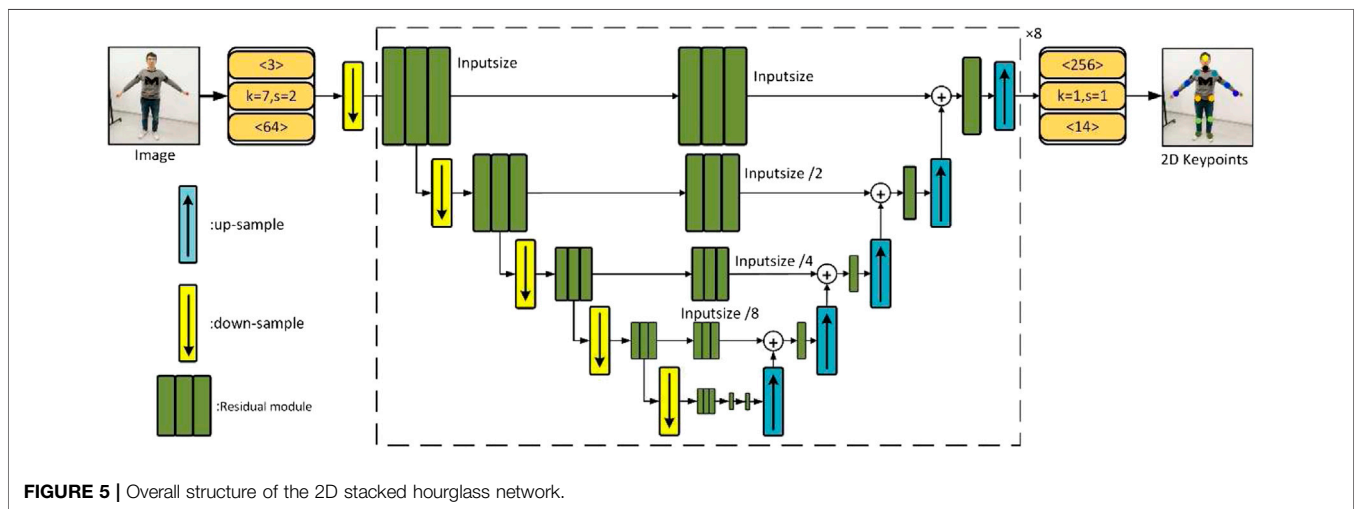 ×8
<3>
k=7,s=2
<64>
Image
Inputsize
Inputsize
<256>
k=1,s=1
<14>
2D Keypoints
Inputsize /2
Inputsize /4
Inputsize /8
:up-sample
:down-sample
:Residual module
M
FIGURE 5 | Overall structure of the 2D stacked hourglass network.